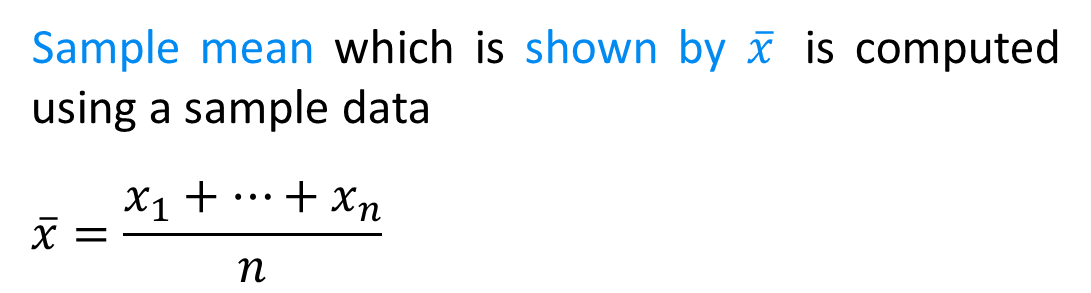 Sample mean which is shown by x̄ is computed
using a sample data
x̄ = (x₁ + ⋯ + xₙ) / n